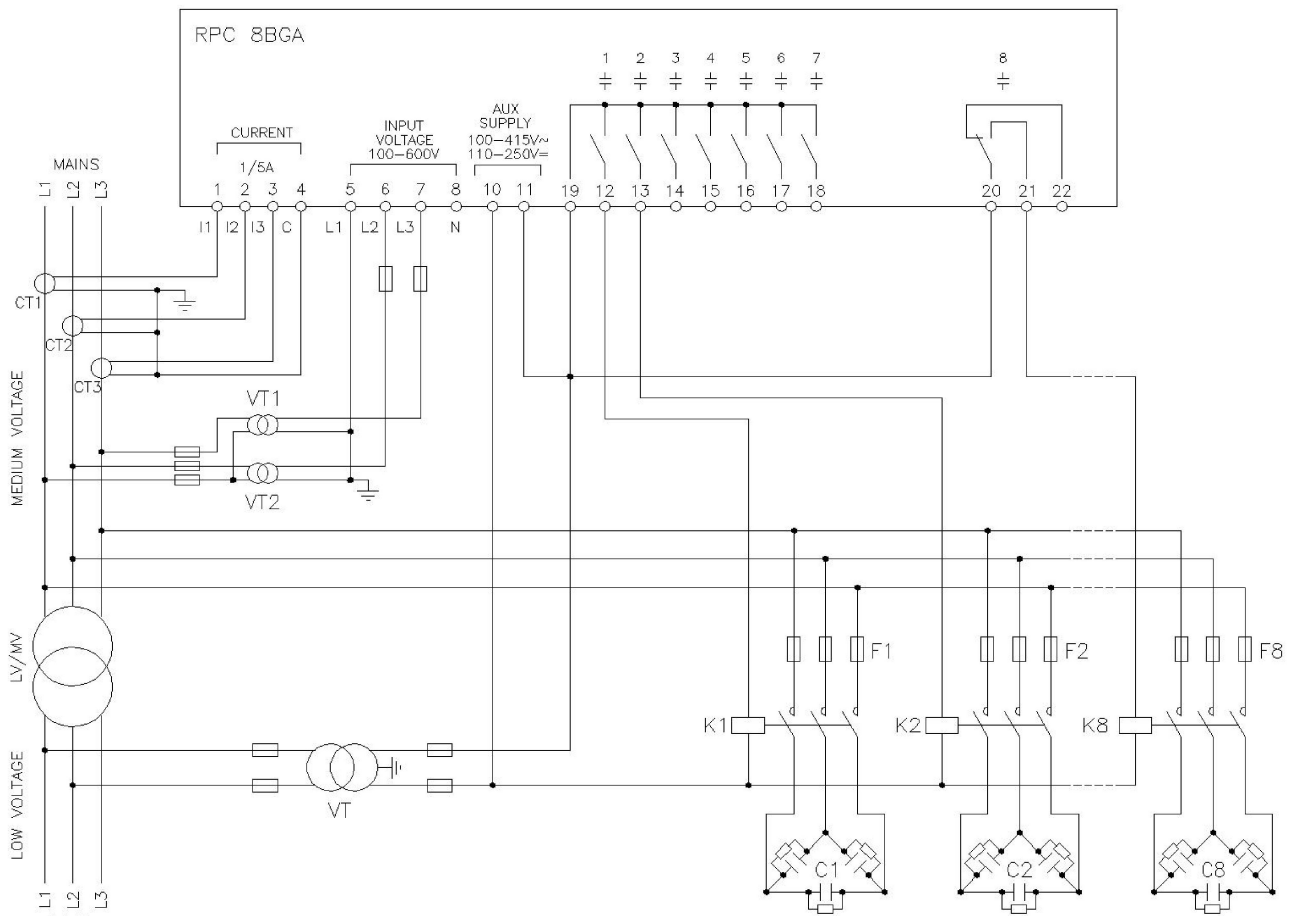 RPC 8BGA
1 2 3 4 5 6 7 8
CURRENT
1/5A
INPUT
VOLTAGE
100-600V
AUX
SUPPLY
100-415V~
110-250V=
MAINS
L1 L2 L3
1 2 3 4 5 6 7 8 10 11 19 12 13 14 15 16 17 18 20 21 22
I1 I2 I3 C L1 L2 L3 N
CT1
CT2
CT3
MEDIUM VOLTAGE
VT1
VT2
LV/MV
F1 F2 F8
K1 K2 K8
LOW VOLTAGE
VT
C1 C2 C8
L1 L2 L3